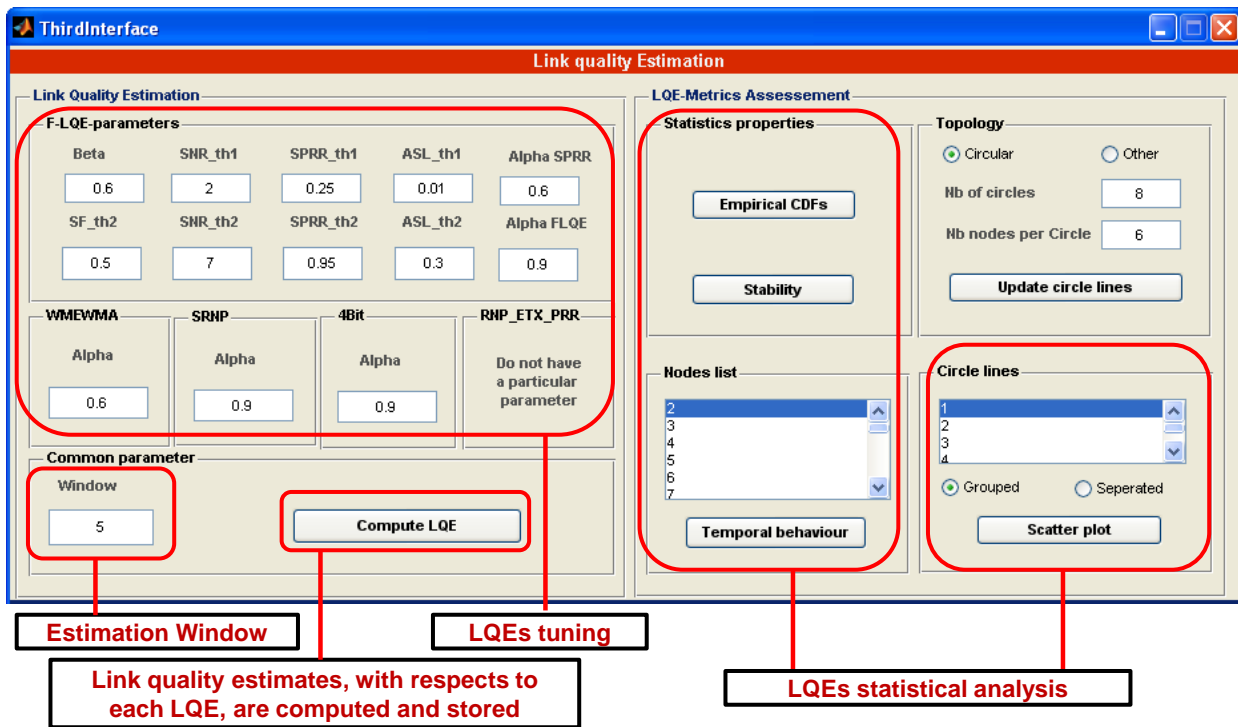 ThirdInterface
Link quality Estimation
Link Quality Estimation
F-LQE-parameters
Beta SNR_th1 SPRR_th1 ASL_th1 Alpha SPRR
0.6 2 0.25 0.01 0.6
SF_th2 SNR_th2 SPRR_th2 ASL_th2 Alpha FLQE
0.5 7 0.95 0.3 0.9
WMEWMA
Alpha
0.6
SRNP
Alpha
0.9
4Bit
Alpha
0.9
RNP_ETX_PRR
Do not have
a particular
parameter
Common parameter
Window
5
Compute LQE
LQE-Metrics Assessement
Statistics properties
Empirical CDFs
Stability
Topology
Circular Other
Nb of circles 8
Nb nodes per Circle 6
Update circle lines
Nodes list
2
3
4
5
6
7
Temporal behaviour
Circle lines
1
2
3
4
Grouped Seperated
Scatter plot
Estimation Window
LQEs tuning
Link quality estimates, with respects to
each LQE, are computed and stored
LQEs statistical analysis